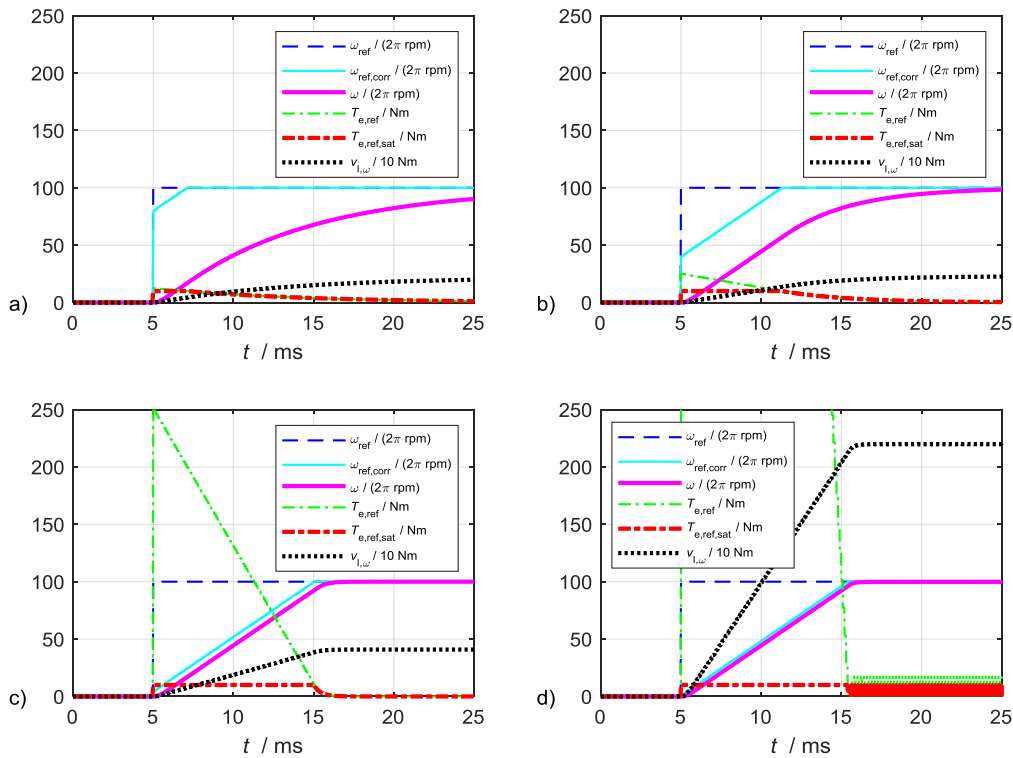 250
200
150
100
50
0
0 5 10 15 20 25
t / ms
a)
ω_ref / (2π rpm)
ω_ref,corr / (2π rpm)
ω / (2π rpm)
T_e,ref / Nm
T_e,ref,sat / Nm
v_I,ω / 10 Nm
250
200
150
100
50
0
0 5 10 15 20 25
t / ms
b)
ω_ref / (2π rpm)
ω_ref,corr / (2π rpm)
ω / (2π rpm)
T_e,ref / Nm
T_e,ref,sat / Nm
v_I,ω / 10 Nm
250
200
150
100
50
0
0 5 10 15 20 25
t / ms
c)
ω_ref / (2π rpm)
ω_ref,corr / (2π rpm)
ω / (2π rpm)
T_e,ref / Nm
T_e,ref,sat / Nm
v_I,ω / 10 Nm
250
200
150
100
50
0
0 5 10 15 20 25
t / ms
d)
ω_ref / (2π rpm)
ω_ref,corr / (2π rpm)
ω / (2π rpm)
T_e,ref / Nm
T_e,ref,sat / Nm
v_I,ω / 10 Nm